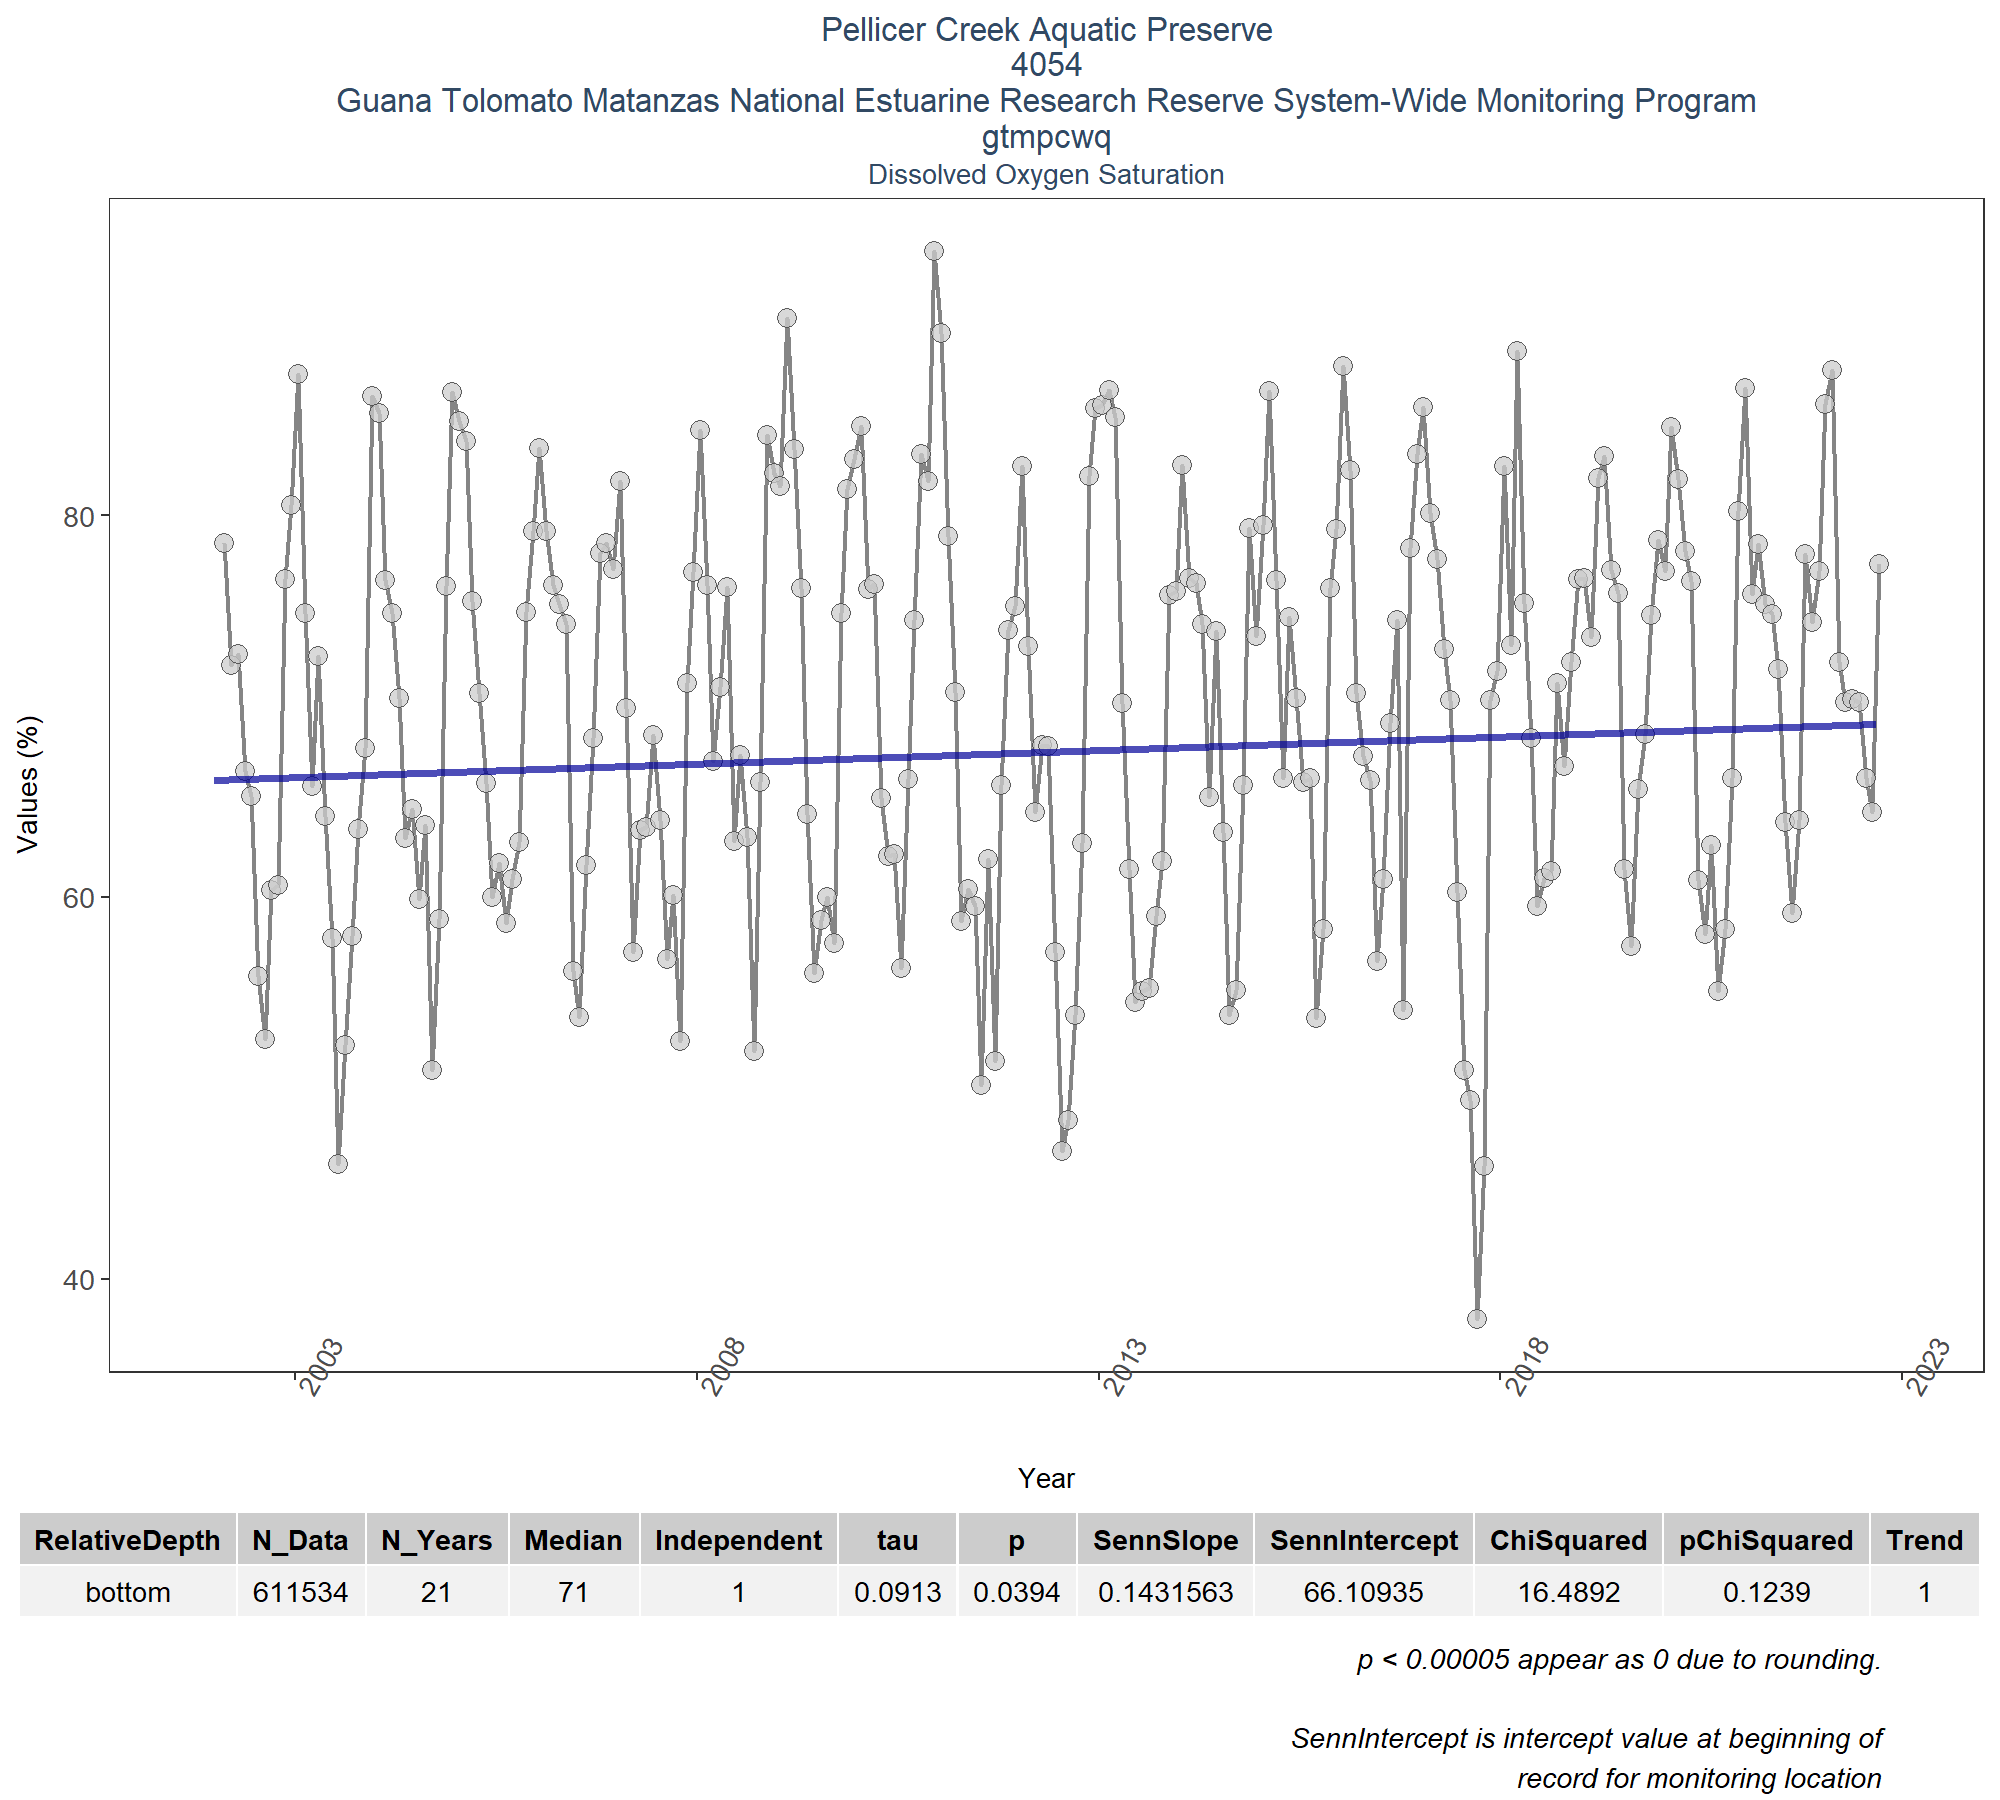 Pellicer Creek Aquatic Preserve
4054
Guana Tolomato Matanzas National Estuarine Research Reserve System-Wide Monitoring Program
gtmpcwq
Dissolved Oxygen Saturation
Values (%)
80
60
40
2003
2008
2013
2018
2023
Year
RelativeDepth N_Data N_Years Median Independent tau p SennSlope SennIntercept ChiSquared pChiSquared Trend
bottom 611534 21 71 1 0.0913 0.0394 0.1431563 66.10935 16.4892 0.1239 1
p < 0.00005 appear as 0 due to rounding.
SennIntercept is intercept value at beginning of
record for monitoring location